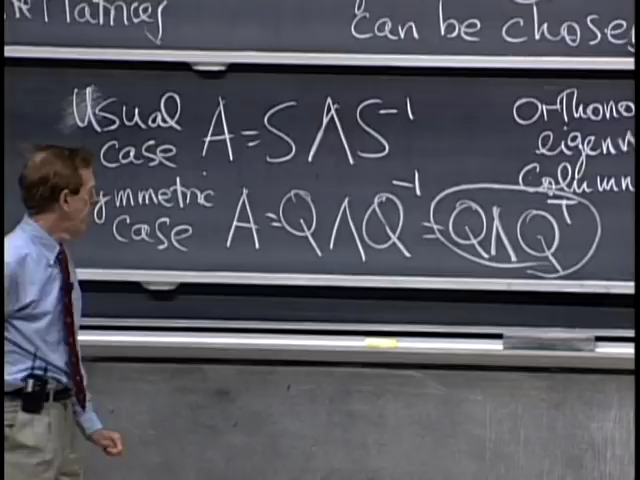 can be chose
Usual
case
A = SΛS⁻¹
Orthono
eigenv
column
ymmetric
case
A = QΛQ⁻¹ = QΛQᵀ